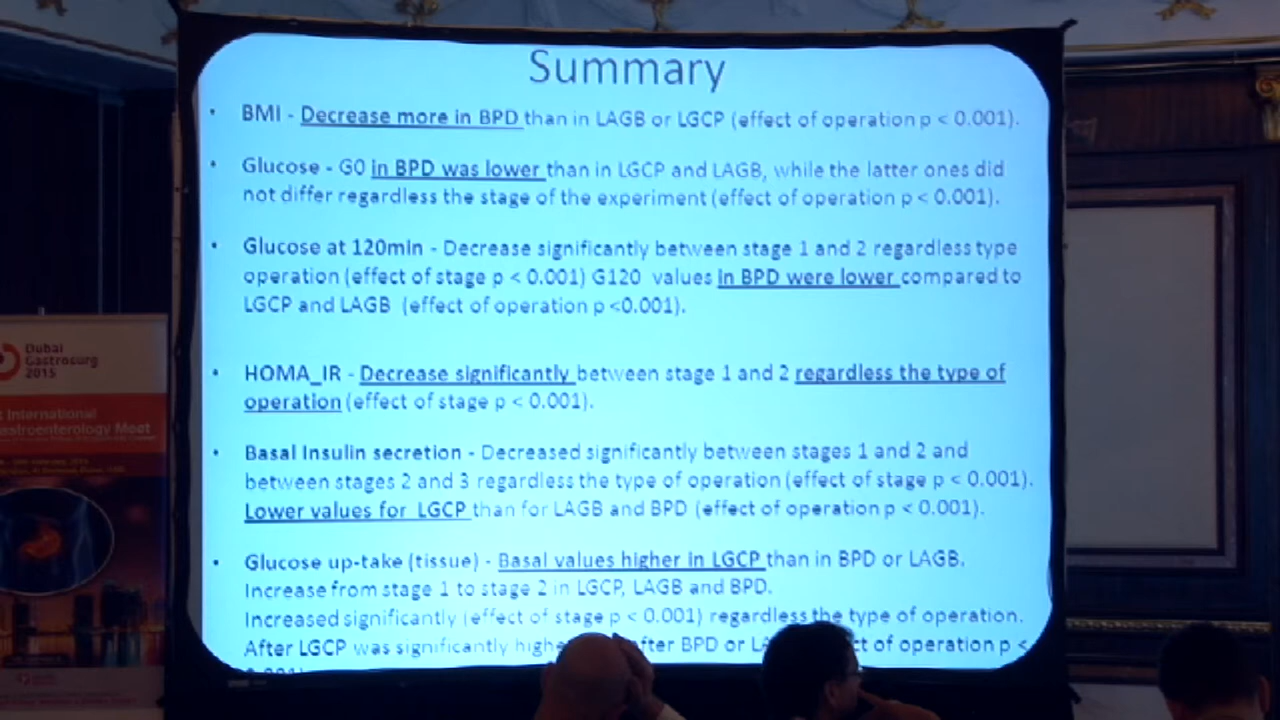 Summary
• BMI - Decrease more in BPD than in LAGB or LGCP (effect of operation p < 0.001).
• Glucose - G0 in BPD was lower than in LGCP and LAGB, while the latter ones did
not differ regardless the stage of the experiment (effect of operation p < 0.001).
• Glucose at 120min - Decrease significantly between stage 1 and 2 regardless type
operation (effect of stage p < 0.001) G120 values in BPD were lower compared to
LGCP and LAGB (effect of operation p <0.001).
• HOMA_IR - Decrease significantly between stage 1 and 2 regardless the type of
operation (effect of stage p < 0.001).
• Basal Insulin secretion - Decreased significantly between stages 1 and 2 and
between stages 2 and 3 regardless the type of operation (effect of stage p < 0.001).
Lower values for LGCP than for LAGB and BPD (effect of operation p < 0.001).
• Glucose up-take (tissue) - Basal values higher in LGCP than in BPD or LAGB.
Increase from stage 1 to stage 2 in LGCP, LAGB and BPD.
Increased significantly (effect of stage p < 0.001) regardless the type of operation.
After LGCP was significantly after BPD or of operation p <
Dubai
Gastrosurg
2015
International
Meet